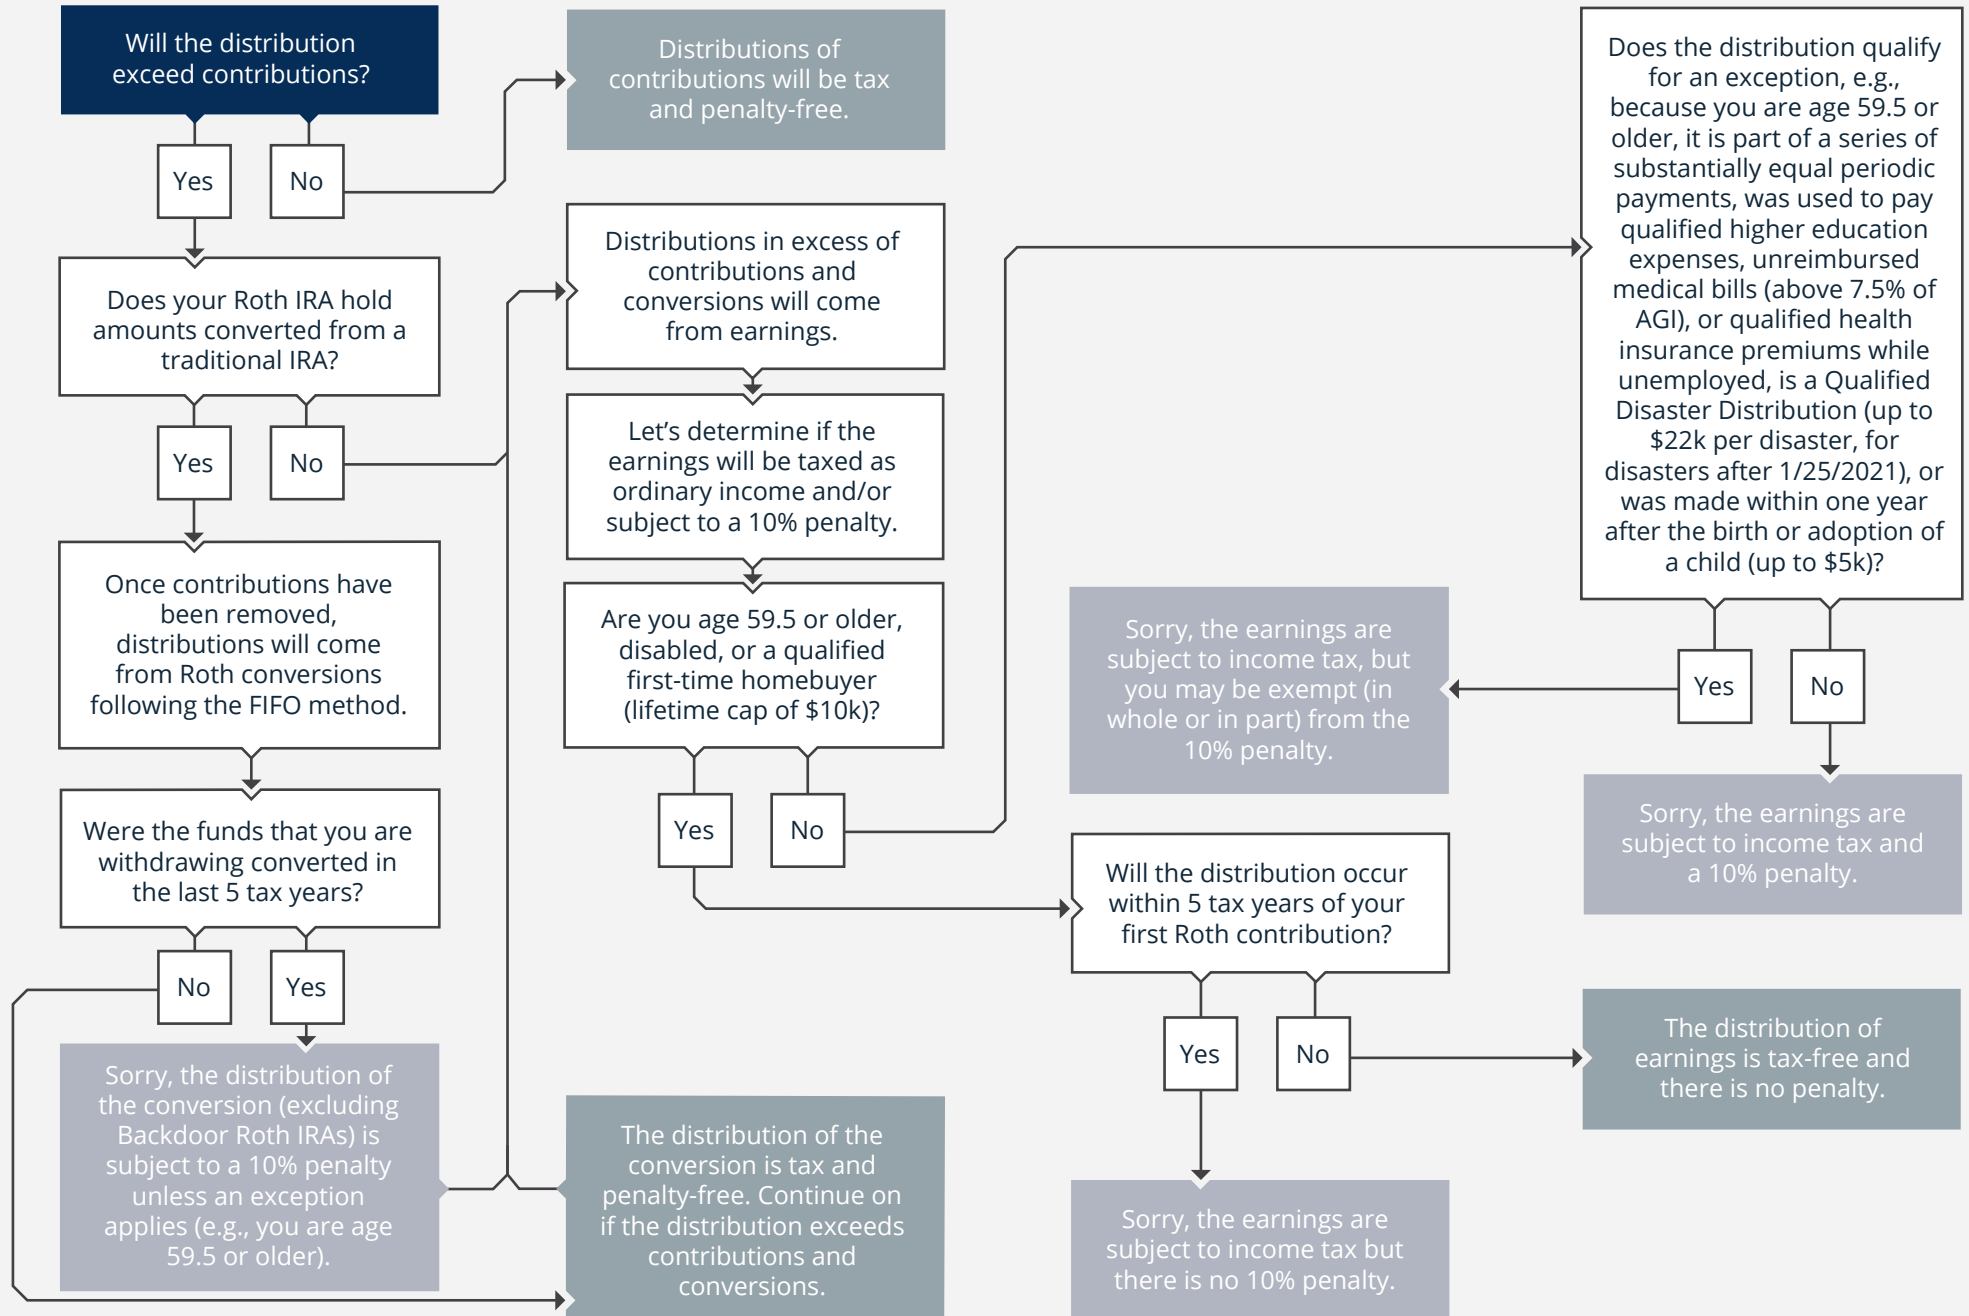 Will the distribution
exceed contributions?
Yes
No
Distributions of
contributions will be tax
and penalty-free.
Does your Roth IRA hold
amounts converted from a
traditional IRA?
Yes
No
Once contributions have
been removed,
distributions will come
from Roth conversions
following the FIFO method.
Were the funds that you are
withdrawing converted in
the last 5 tax years?
No
Yes
Sorry, the distribution of
the conversion (excluding
Backdoor Roth IRAs) is
subject to a 10% penalty
unless an exception
applies (e.g., you are age
59.5 or older).
The distribution of the
conversion is tax and
penalty-free. Continue on
if the distribution exceeds
contributions and
conversions.
Distributions in excess of
contributions and
conversions will come
from earnings.
Let’s determine if the
earnings will be taxed as
ordinary income and/or
subject to a 10% penalty.
Are you age 59.5 or older,
disabled, or a qualified
first-time homebuyer
(lifetime cap of $10k)?
Yes
No
Will the distribution occur
within 5 tax years of your
first Roth contribution?
Yes
No
Sorry, the earnings are
subject to income tax but
there is no 10% penalty.
The distribution of
earnings is tax-free and
there is no penalty.
Does the distribution qualify
for an exception, e.g.,
because you are age 59.5 or
older, it is part of a series of
substantially equal periodic
payments, was used to pay
qualified higher education
expenses, unreimbursed
medical bills (above 7.5% of
AGI), or qualified health
insurance premiums while
unemployed, is a Qualified
Disaster Distribution (up to
$22k per disaster, for
disasters after 1/25/2021), or
was made within one year
after the birth or adoption of
a child (up to $5k)?
Yes
No
Sorry, the earnings are
subject to income tax, but
you may be exempt (in
whole or in part) from the
10% penalty.
Sorry, the earnings are
subject to income tax and
a 10% penalty.